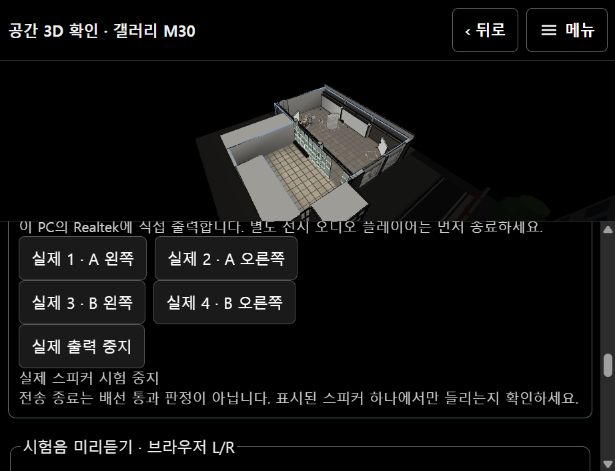 공간 3D 확인 · 갤러리 M30
‹ 뒤로
메뉴
이 PC의 Realtek에 직접 출력합니다. 별도 전시 오디오 플레이어는 먼저 종료하세요.
실제 1 · A 왼쪽
실제 2 · A 오른쪽
실제 3 · B 왼쪽
실제 4 · B 오른쪽
실제 출력 중지
실제 스피커 시험 중지
전송 종료는 배선 통과 판정이 아닙니다. 표시된 스피커 하나에서만 들리는지 확인하세요.
시험음 미리듣기 · 브라우저 L/R